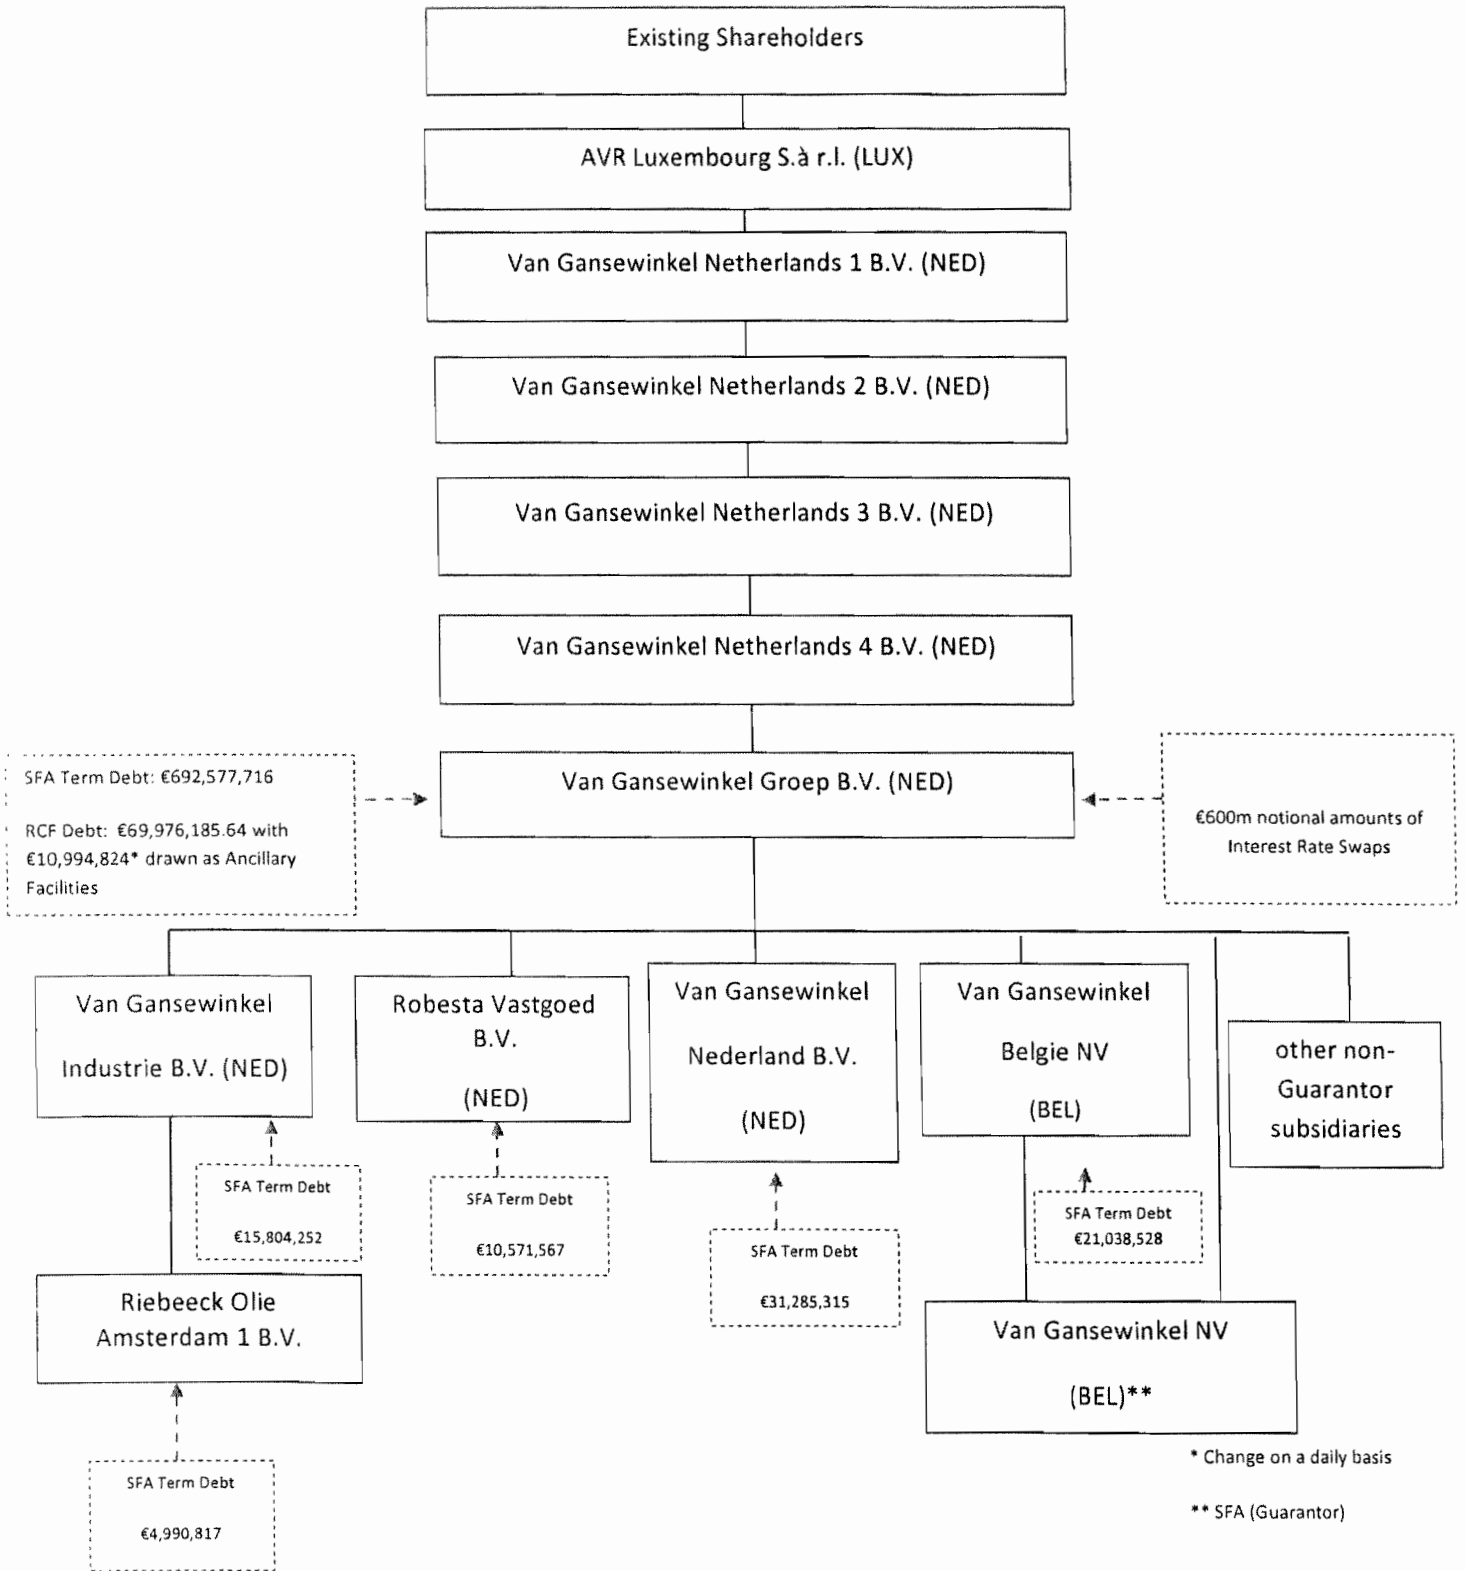 Existing Shareholders
AVR Luxembourg S.à r.l. (LUX)
Van Gansewinkel Netherlands 1 B.V. (NED)
Van Gansewinkel Netherlands 2 B.V. (NED)
Van Gansewinkel Netherlands 3 B.V. (NED)
Van Gansewinkel Netherlands 4 B.V. (NED)
SFA Term Debt: €692,577,716
RCF Debt: €69,976,185.64 with
€10,994,824* drawn as Ancillary
Facilities
Van Gansewinkel Groep B.V. (NED)
€600m notional amounts of
Interest Rate Swaps
Van Gansewinkel
Industrie B.V. (NED)
Robesta Vastgoed
B.V.
(NED)
Van Gansewinkel
Nederland B.V.
(NED)
Van Gansewinkel
Belgie NV
(BEL)
other non-
Guarantor
subsidiaries
SFA Term Debt
€15,804,252
SFA Term Debt
€10,571,567
SFA Term Debt
€31,285,315
SFA Term Debt
€21,038,528
Riebeeck Olie
Amsterdam 1 B.V.
Van Gansewinkel NV
(BEL)**
SFA Term Debt
€4,990,817
* Change on a daily basis
** SFA (Guarantor)